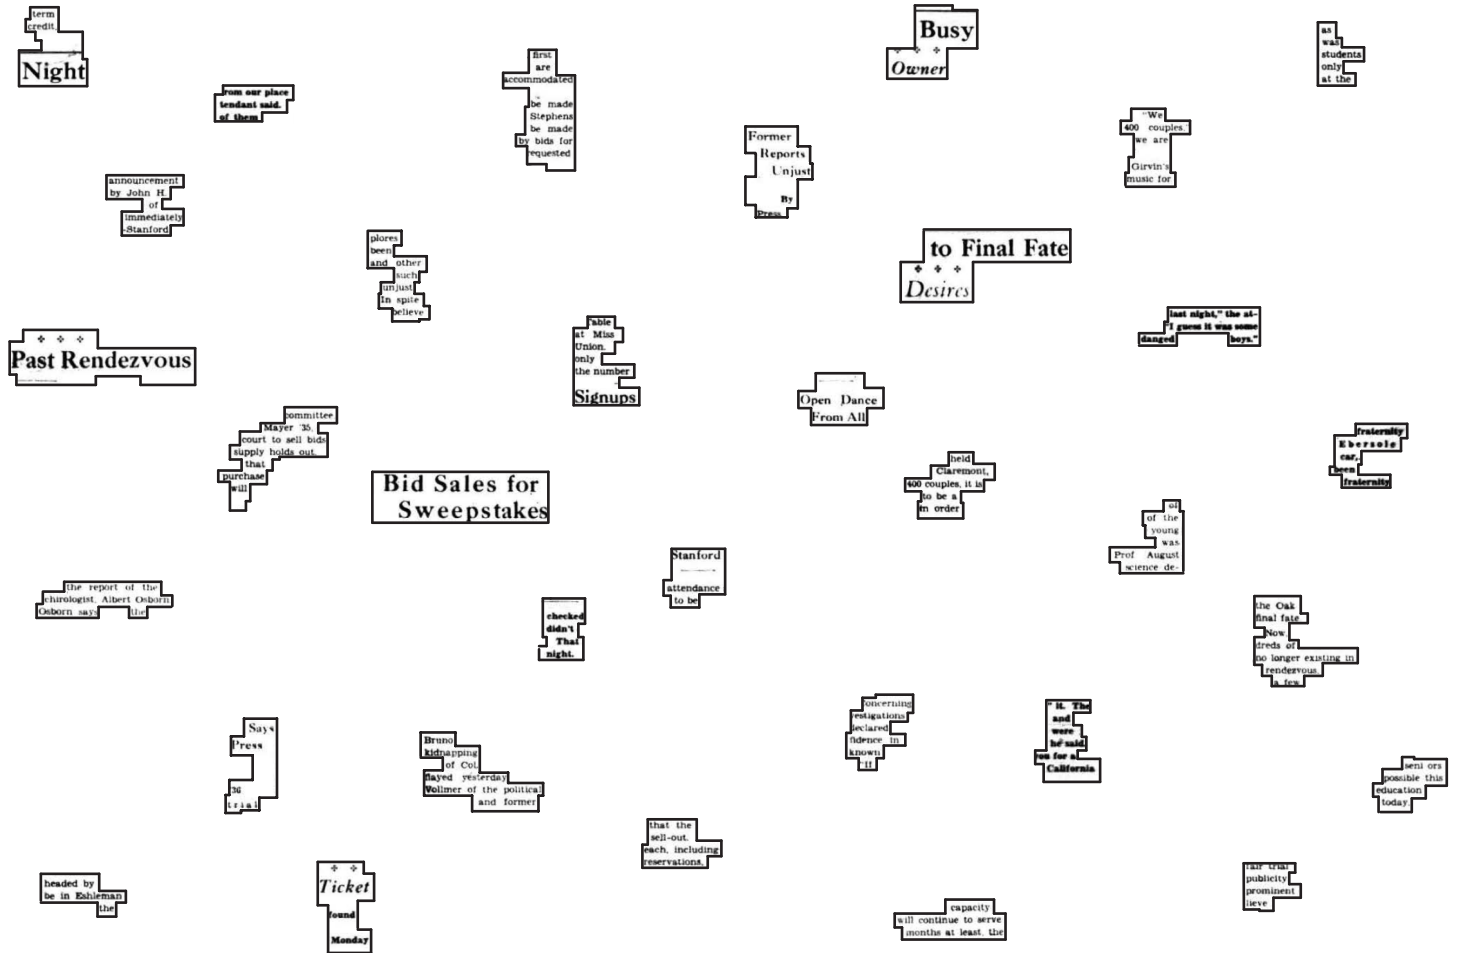 term
credit.
Night
rom our place
tendant said.
of them
first
are
accommodated
be made
Stephens
be made
by bids for
requested
Busy
Owner
as
was
students
only
at the
"We
400 couples,"
we are
Girvin's
music for
Former
Reports
Unjust
By
Press
announcement
by John H.
of
immediately
-Stanford
plores
been
and other
such
unjust
In spite
believe
to Final Fate
Desires
last night," the at-
"I guess it was some
danged boys."
Past Rendezvous
able
at Miss
Union.
only
the number
Signups
Open Dance
From All
committee
Mayer '35,
court to sell bids
supply holds out.
that
purchase
will
Bid Sales for
Sweepstakes
held
Claremont,
400 couples, it is
to be a
in order
fraternity
Ebersole
car,
been
fraternity
of
of the
young
was
Prof August
science de-
Stanford
attendance
to be
the report of the
chirologist, Albert Osborn
Osborn says the
checked
didn't
That
night.
the Oak
final fate
Now,
dreds of
no longer existing in
rendezvous
a few
Says
Press
36
trial
Bruno
kidnapping
of Col.
flayed yesterday
Vollmer of the political
and former
concerning
vestigations
declared
fidence in
known
"If
" it. The
and
were
he said.
you for a
California
seni ors
possible this
education
today.
that the
sell-out.
each, including
reservations,
headed by
be in Eshleman
the
Ticket
found
Monday
capacity
will continue to serve
months at least, the
fair trial
publicity
prominent
lieve